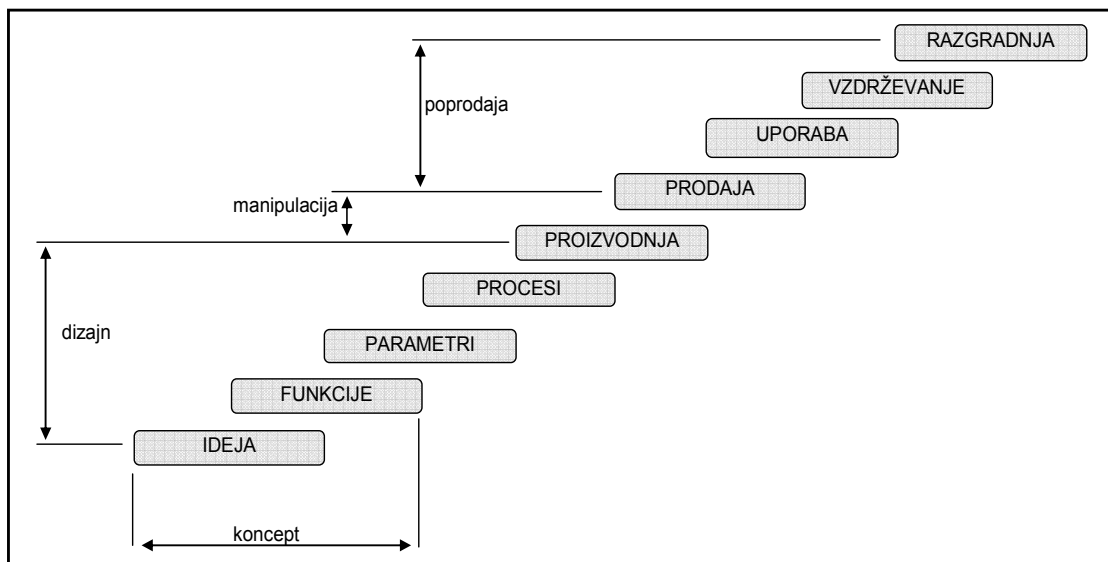 RAZGRADNJA
poprodaja
VZDRŽEVANJE
UPORABA
PRODAJA
manipulacija
PROIZVODNJA
PROCESI
dizajn
PARAMETRI
FUNKCIJE
IDEJA
koncept